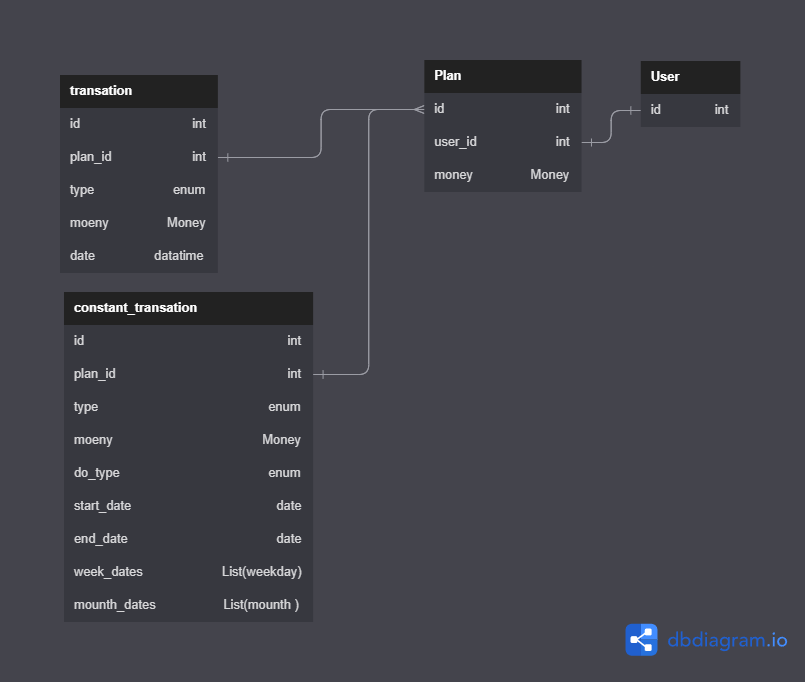 transation
id int
plan_id int
type enum
moeny Money
date datatime
constant_transation
id int
plan_id int
type enum
moeny Money
do_type enum
start_date date
end_date date
week_dates List(weekday)
mounth_dates List(mounth )
Plan
id int
user_id int
money Money
User
id int
dbdiagram.io